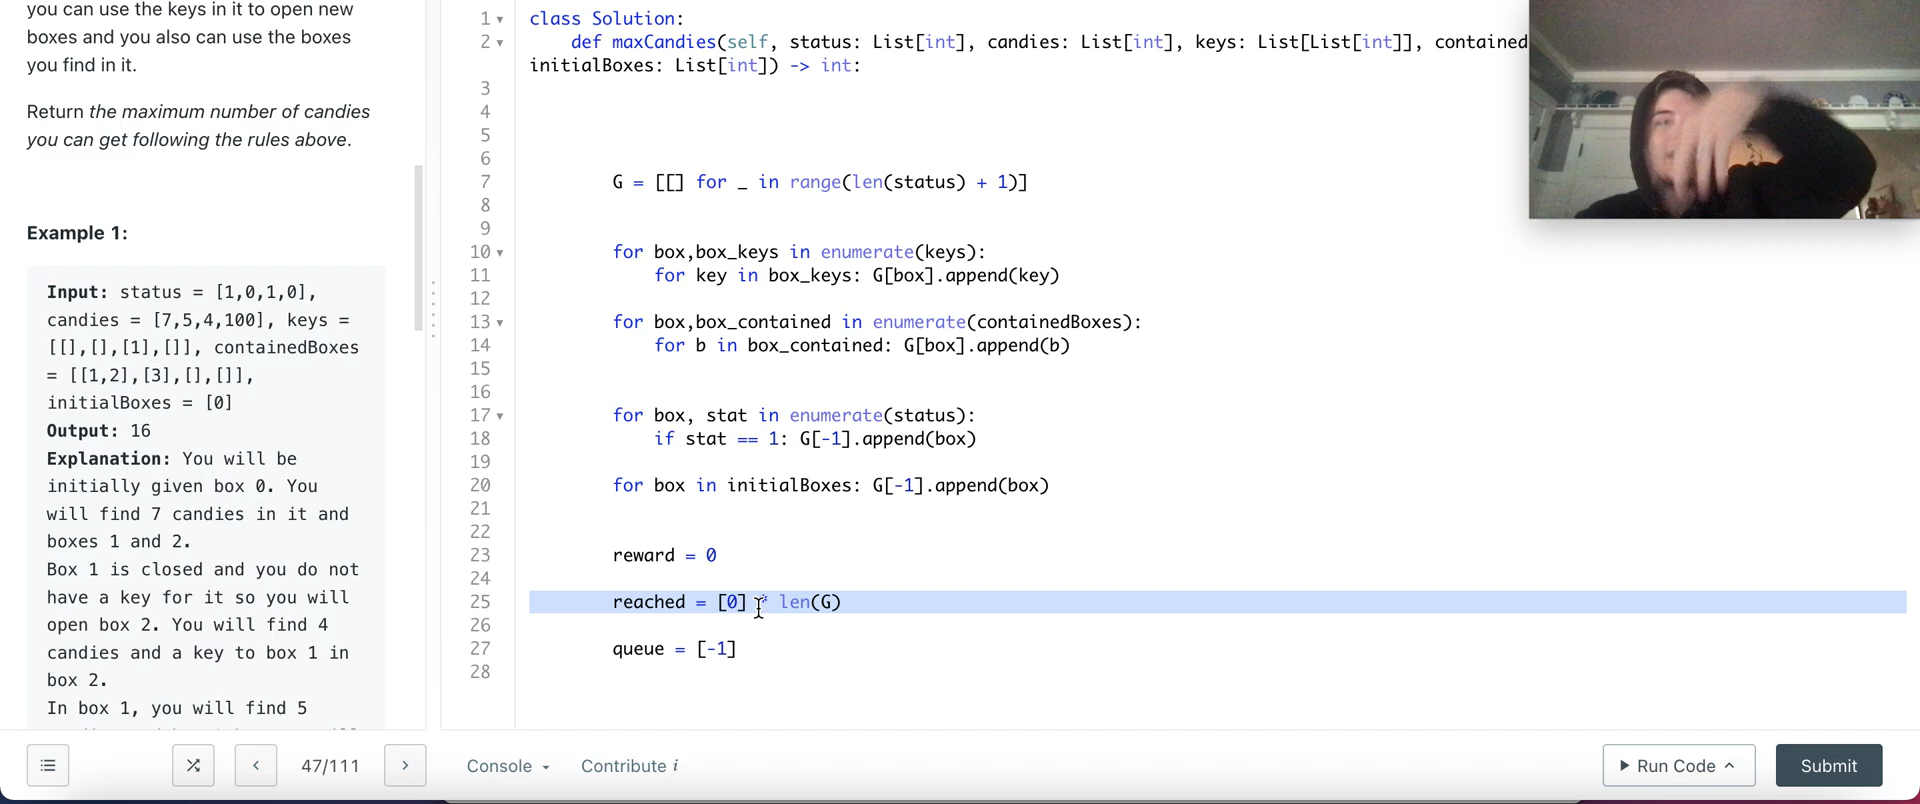 you can use the keys in it to open new
boxes and you also can use the boxes
you find in it.
Return the maximum number of candies
you can get following the rules above.
Example 1:
Input: status = [1,0,1,0],
candies = [7,5,4,100], keys =
[[],[],[1],[]], containedBoxes
= [[1,2],[3],[],[]],
initialBoxes = [0]
Output: 16
Explanation: You will be
initially given box 0. You
will find 7 candies in it and
boxes 1 and 2.
Box 1 is closed and you do not
have a key for it so you will
open box 2. You will find 4
candies and a key to box 1 in
box 2.
In box 1, you will find 5
1 class Solution:
2 def maxCandies(self, status: List[int], candies: List[int], keys: List[List[int]], contained
initialBoxes: List[int]) -> int:
3
4
5
6
7 G = [[] for _ in range(len(status) + 1)]
8
9
10 for box,box_keys in enumerate(keys):
11 for key in box_keys: G[box].append(key)
12
13 for box,box_contained in enumerate(containedBoxes):
14 for b in box_contained: G[box].append(b)
15
16
17 for box, stat in enumerate(status):
18 if stat == 1: G[-1].append(box)
19
20 for box in initialBoxes: G[-1].append(box)
21
22
23 reward = 0
24
25 reached = [0] * len(G)
26
27 queue = [-1]
28
47/111
Console
Contribute i
Run Code
Submit